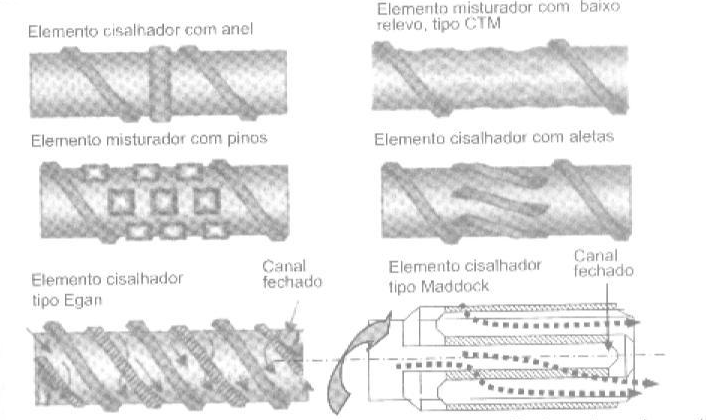 Elemento cisalhador com anel
Elemento misturador com baixo
relevo, tipo CTM
Elemento misturador com pinos
Elemento cisalhador com aletas
Elemento cisalhador
tipo Egan
Canal
fechado
Elemento cisalhador
tipo Maddock
Canal
fechado